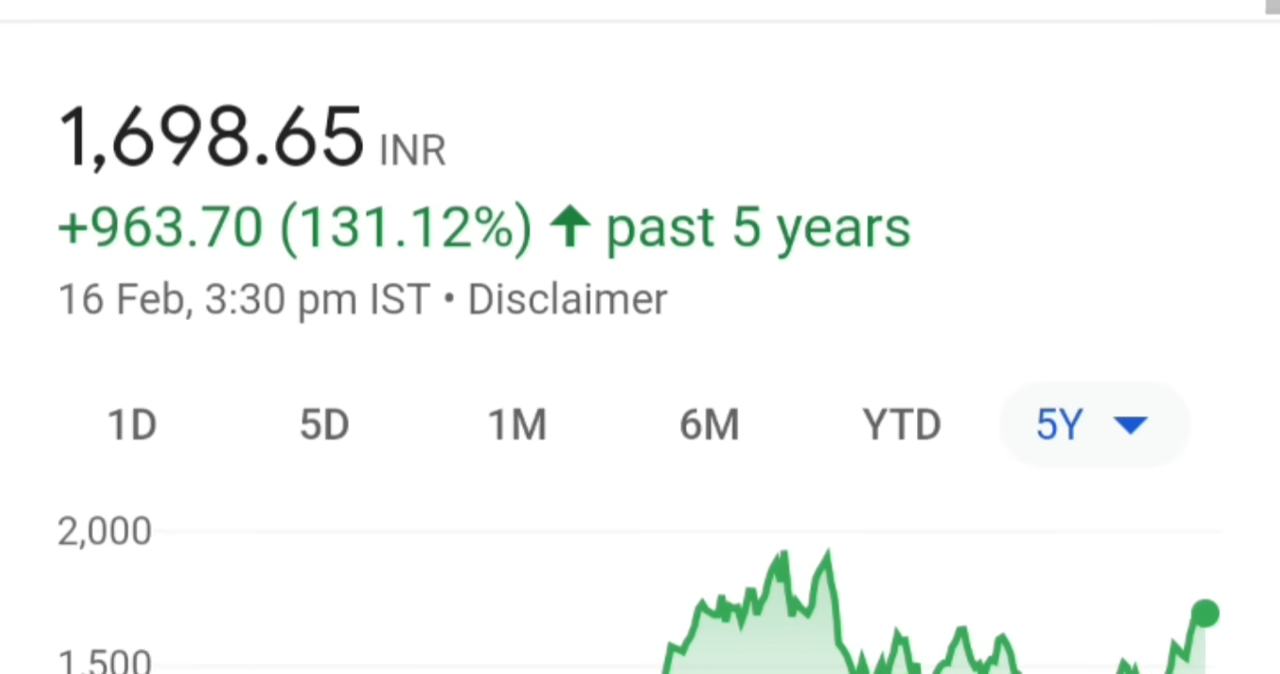 1,698.65 INR
+963.70 (131.12%) ↑ past 5 years
16 Feb, 3:30 pm IST • Disclaimer
1D 5D 1M 6M YTD 5Y
2,000
1,500